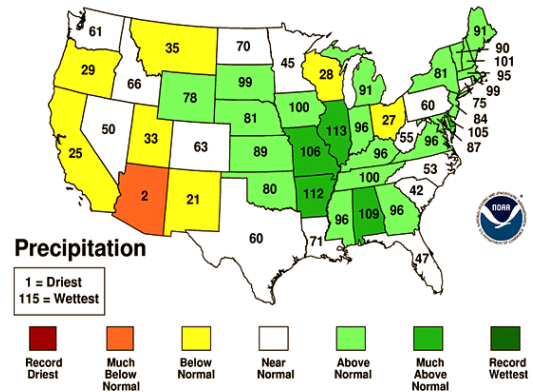 61
35
70
45
91
90
101
95
99
75
84
105
87
29
66
78
99
28
91
81
60
50
33
63
81
100
113
96
27
55
96
25
89
106
96
53
2
21
80
112
100
42
60
71
96
109
96
47
NOAA
Precipitation
1 = Driest
115 = Wettest
Record
Driest
Much
Below
Normal
Below
Normal
Near
Normal
Above
Normal
Much
Above
Normal
Record
Wettest